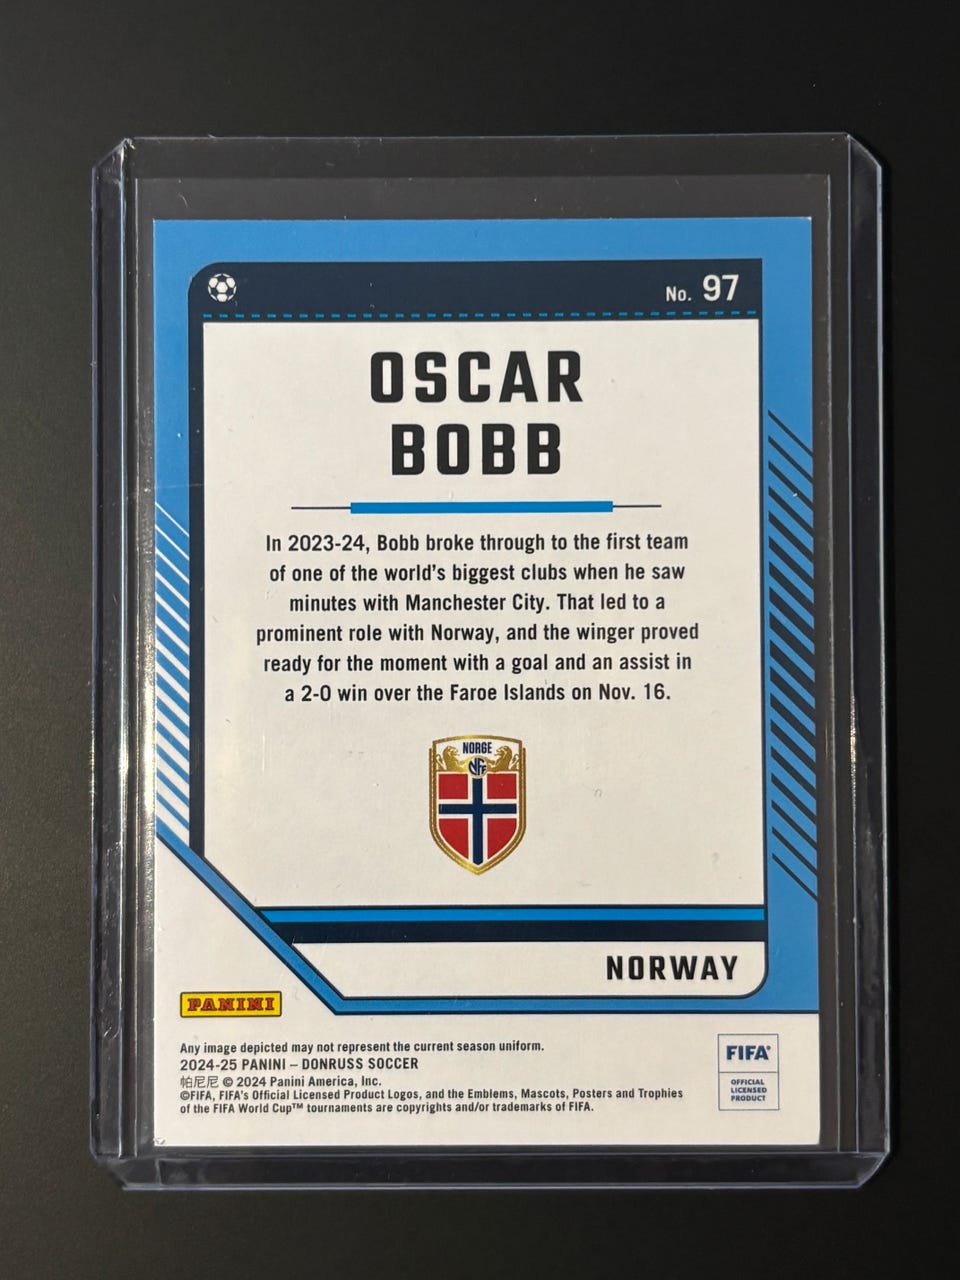 No. 97
OSCAR
BOBB
In 2023-24, Bobb broke through to the first team
of one of the world's biggest clubs when he saw
minutes with Manchester City. That led to a
prominent role with Norway, and the winger proved
ready for the moment with a goal and an assist in
a 2-0 win over the Faroe Islands on Nov. 16.
NORGE
NFF
NORWAY
PANINI
Any image depicted may not represent the current season uniform.
2024-25 PANINI – DONRUSS SOCCER
帕尼尼 © 2024 Panini America, Inc.
©FIFA, FIFA's Official Licensed Product Logos, and the Emblems, Mascots, Posters and Trophies
of the FIFA World Cup™ tournaments are copyrights and/or trademarks of FIFA.
FIFA®
OFFICIAL
LICENSED
PRODUCT